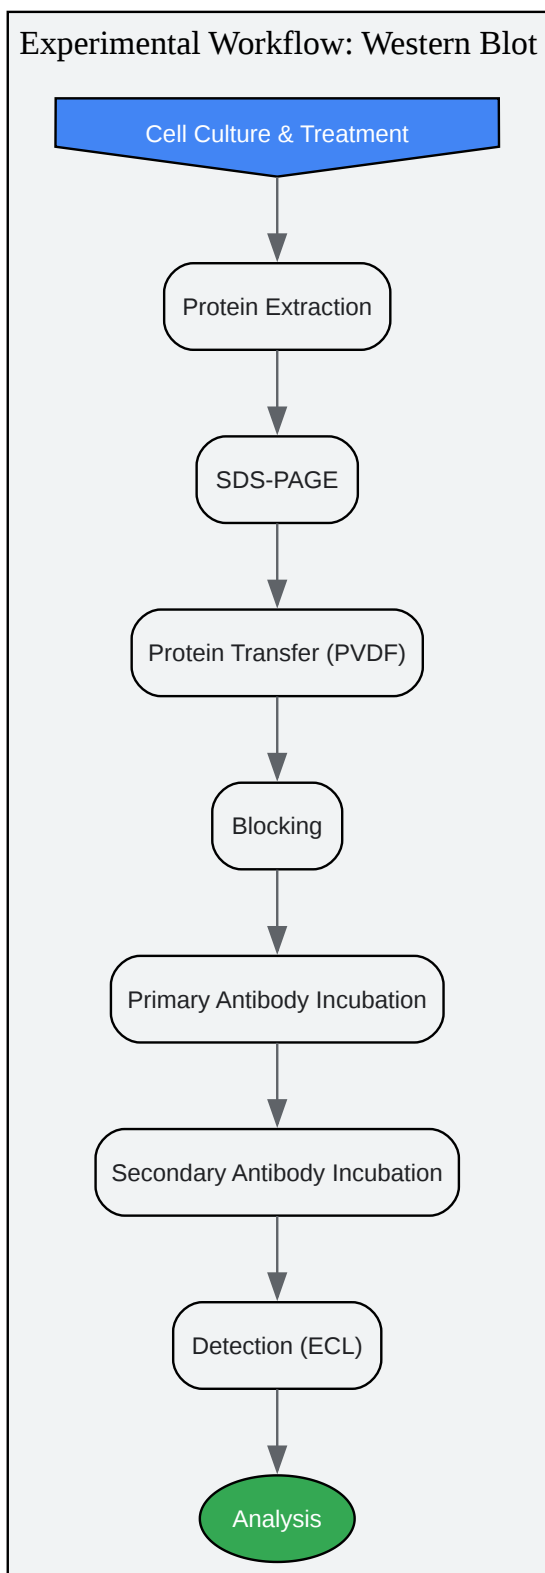 Experimental Workflow: Western Blot
Cell Culture & Treatment
Protein Extraction
SDS-PAGE
Protein Transfer (PVDF)
Blocking
Primary Antibody Incubation
Secondary Antibody Incubation
Detection (ECL)
Analysis